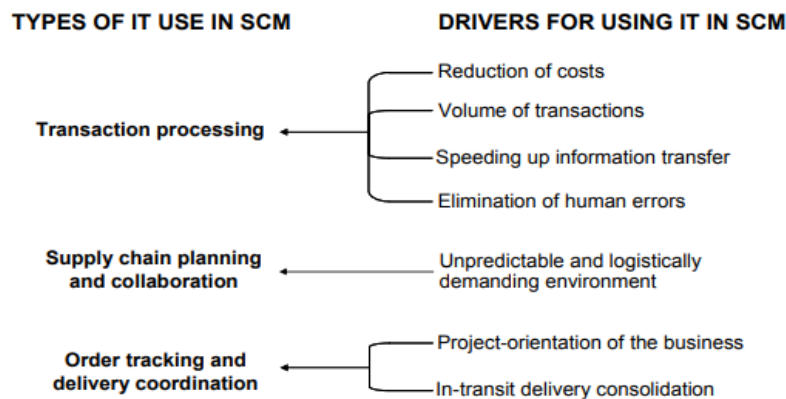 TYPES OF IT USE IN SCM
DRIVERS FOR USING IT IN SCM
Transaction processing
Reduction of costs
Volume of transactions
Speeding up information transfer
Elimination of human errors
Supply chain planning
and collaboration
Unpredictable and logistically
demanding environment
Order tracking and
delivery coordination
Project-orientation of the business
In-transit delivery consolidation